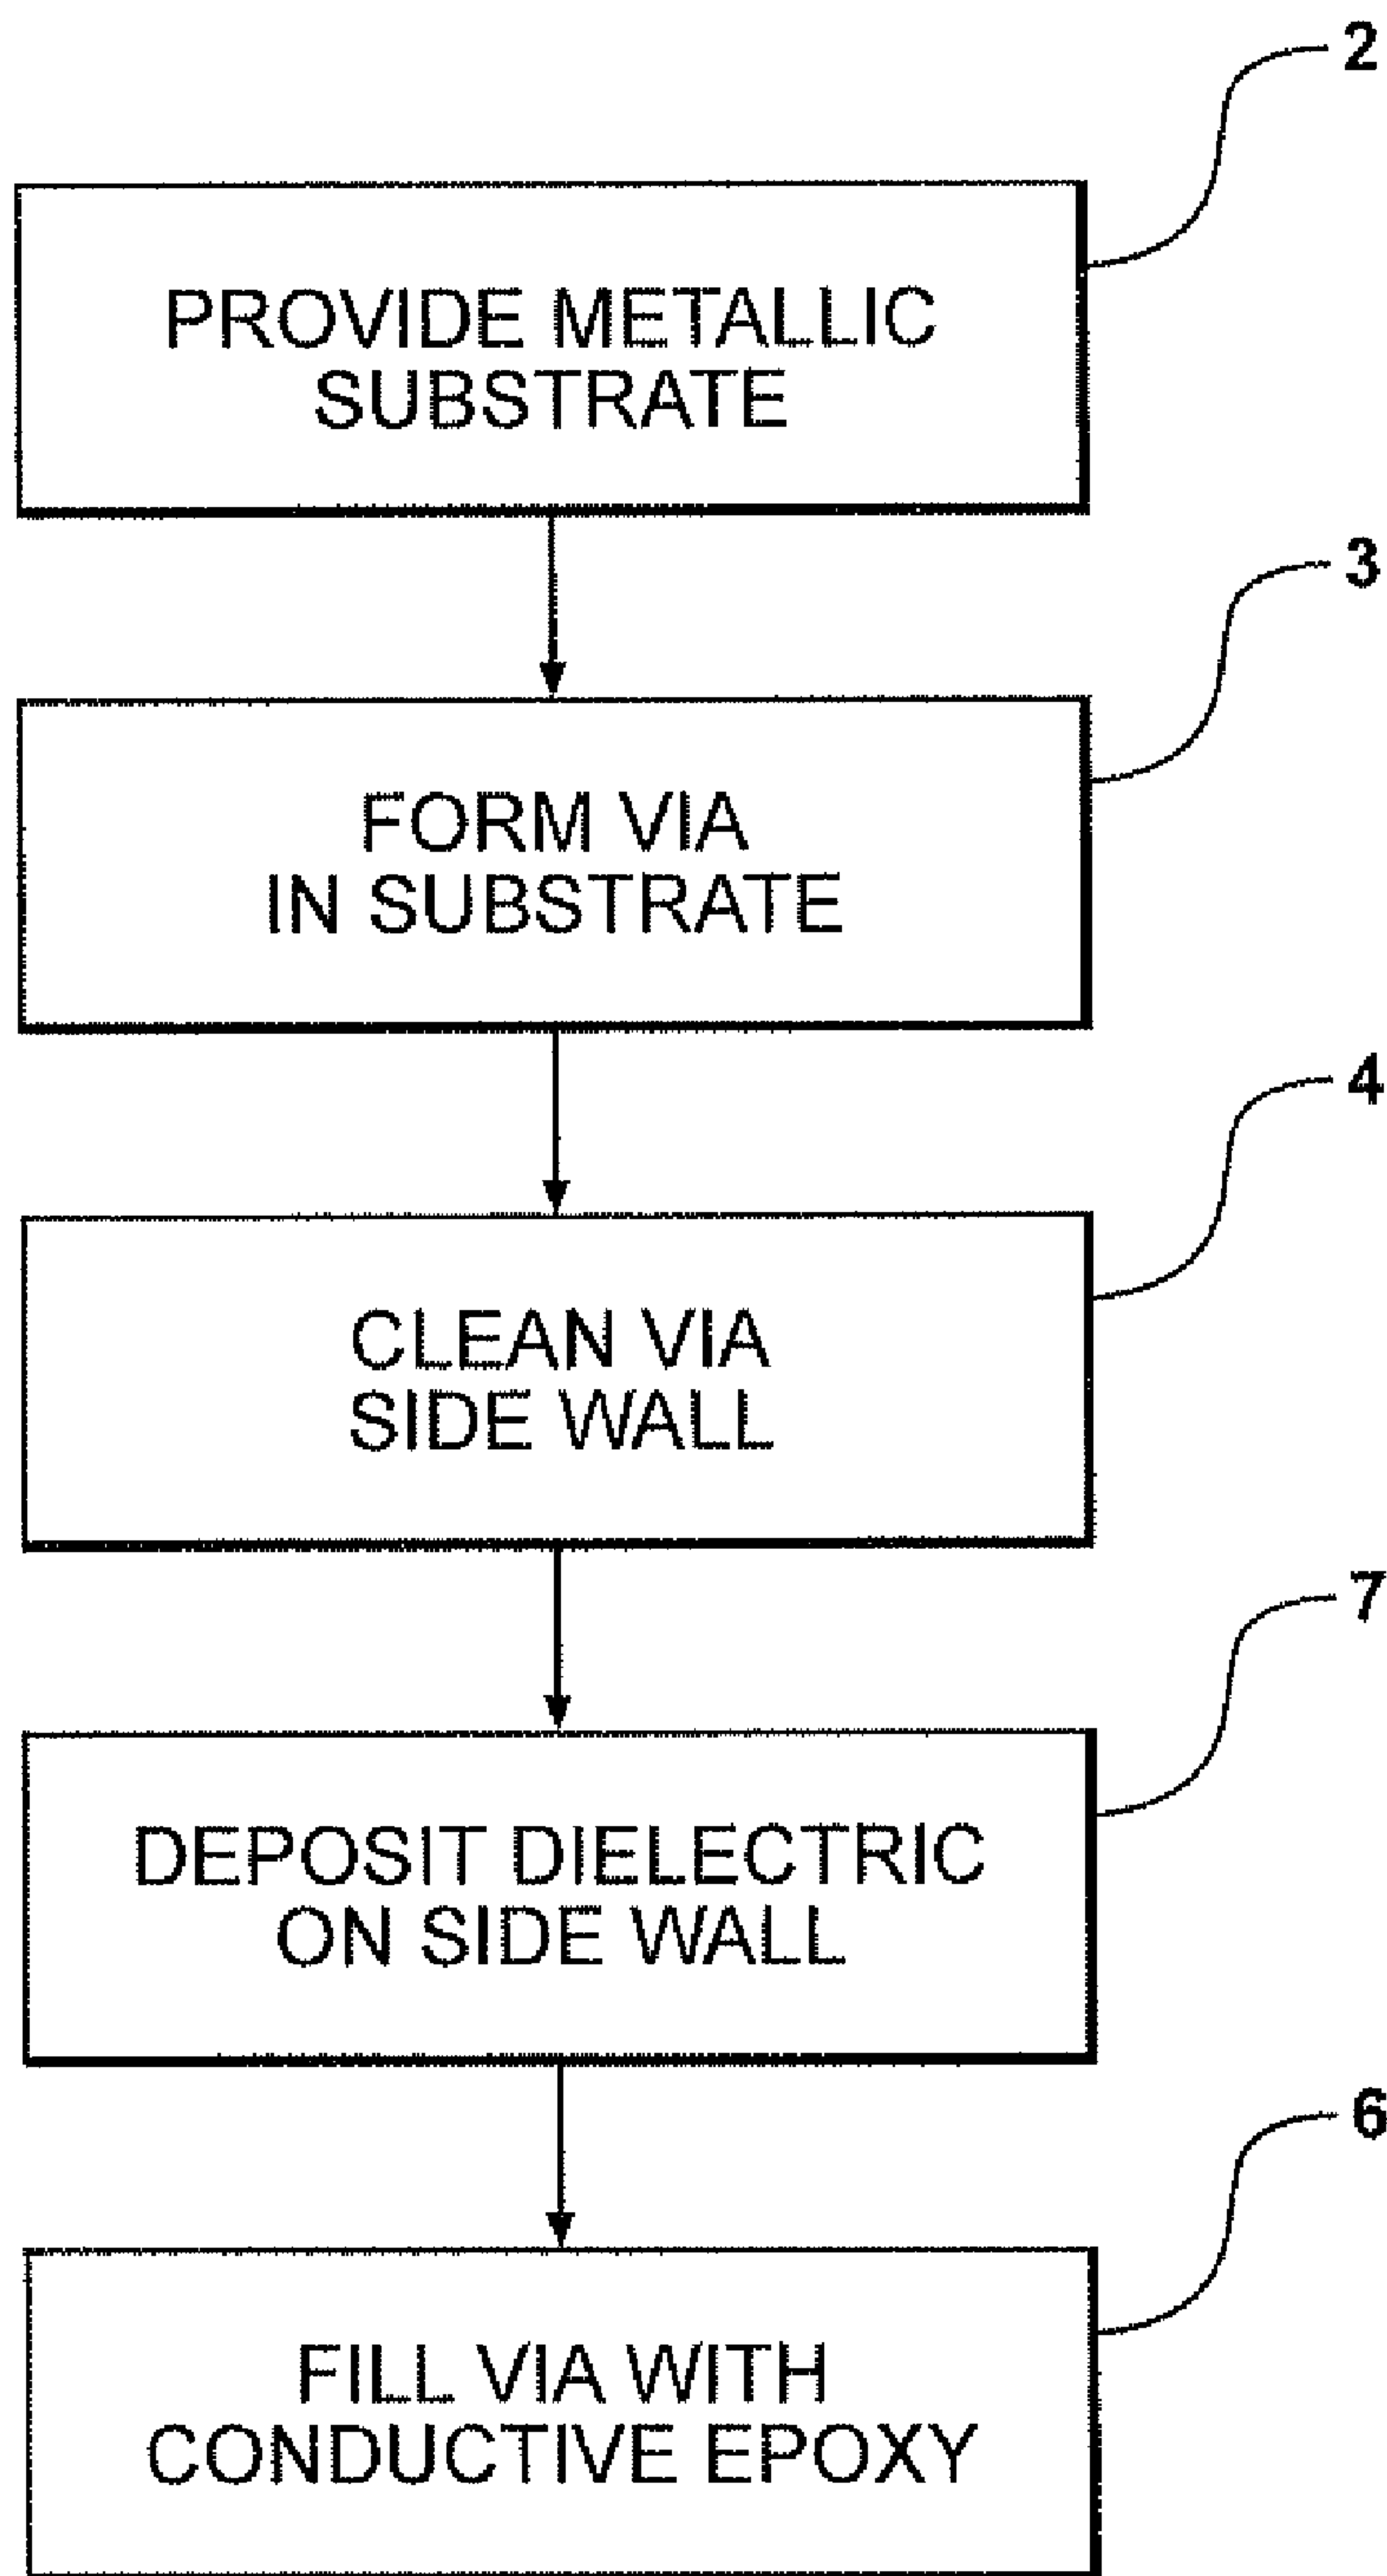 2
PROVIDE METALLIC
SUBSTRATE
3
FORM VIA
IN SUBSTRATE
4
CLEAN VIA
SIDE WALL
7
DEPOSIT DIELECTRIC
ON SIDE WALL
6
FILL VIA WITH
CONDUCTIVE EPOXY